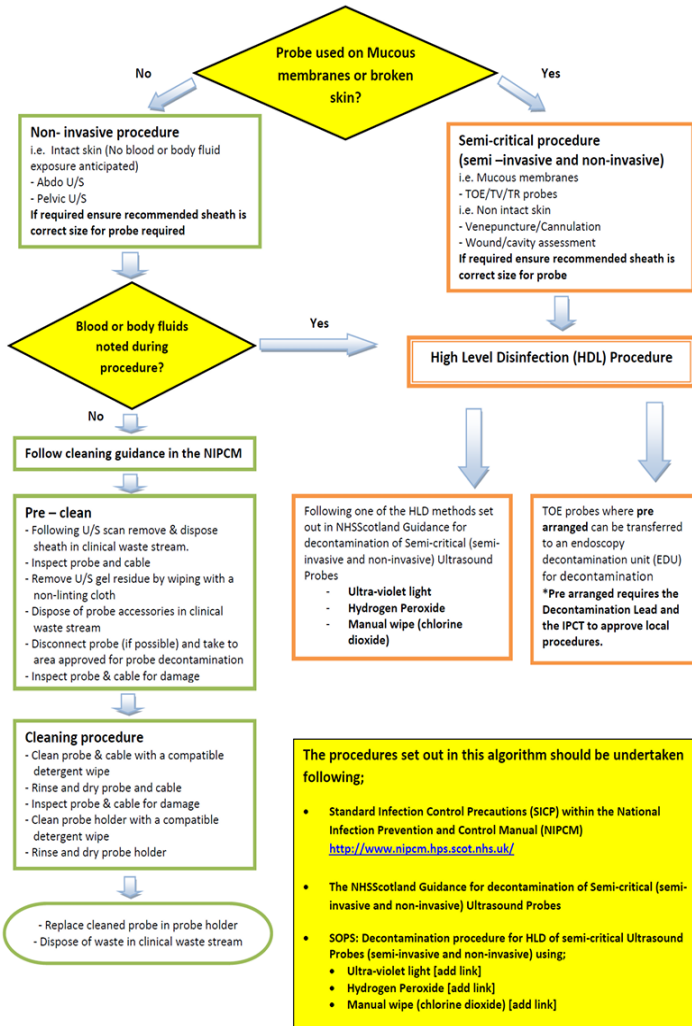 Probe used on Mucous
membranes or broken
skin?
No
Yes
Non- invasive procedure
i.e. Intact skin (No blood or body fluid
exposure anticipated)
- Abdo U/S
- Pelvic U/S
If required ensure recommended sheath is
correct size for probe required
Semi-critical procedure
(semi –invasive and non-invasive)
i.e. Mucous membranes
- TOE/TV/TR probes
i.e. Non intact skin
- Venepuncture/Cannulation
- Wound/cavity assessment
If required ensure recommended sheath is
correct size for probe
Blood or body fluids
noted during
procedure?
Yes
High Level Disinfection (HDL) Procedure
No
Follow cleaning guidance in the NIPCM
Pre – clean
- Following U/S scan remove & dispose
sheath in clinical waste stream.
- Inspect probe and cable
- Remove U/S gel residue by wiping with a
non-linting cloth
- Dispose of probe accessories in clinical
waste stream
- Disconnect probe (if possible) and take to
area approved for probe decontamination
- Inspect probe & cable for damage
Following one of the HLD methods set
out in NHSScotland Guidance for
decontamination of Semi-critical (semi-
invasive and non-invasive) Ultrasound
Probes
- Ultra-violet light
- Hydrogen Peroxide
- Manual wipe (chlorine
dioxide)
TOE probes where pre
arranged can be transferred
to an endoscopy
decontamination unit (EDU)
for decontamination
*Pre arranged requires the
Decontamination Lead and
the IPCT to approve local
procedures.
Cleaning procedure
- Clean probe & cable with a compatible
detergent wipe
- Rinse and dry probe and cable
- Inspect probe & cable for damage
- Clean probe holder with a compatible
detergent wipe
- Rinse and dry probe holder
- Replace cleaned probe in probe holder
- Dispose of waste in clinical waste stream
The procedures set out in this algorithm should be undertaken
following;
• Standard Infection Control Precautions (SICP) within the National
Infection Prevention and Control Manual (NIPCM)
http://www.nipcm.hps.scot.nhs.uk/
• The NHSScotland Guidance for decontamination of Semi-critical (semi-
invasive and non-invasive) Ultrasound Probes
• SOPS: Decontamination procedure for HLD of semi-critical Ultrasound
Probes (semi-invasive and non-invasive) using;
• Ultra-violet light [add link]
• Hydrogen Peroxide [add link]
• Manual wipe (chlorine dioxide) [add link]